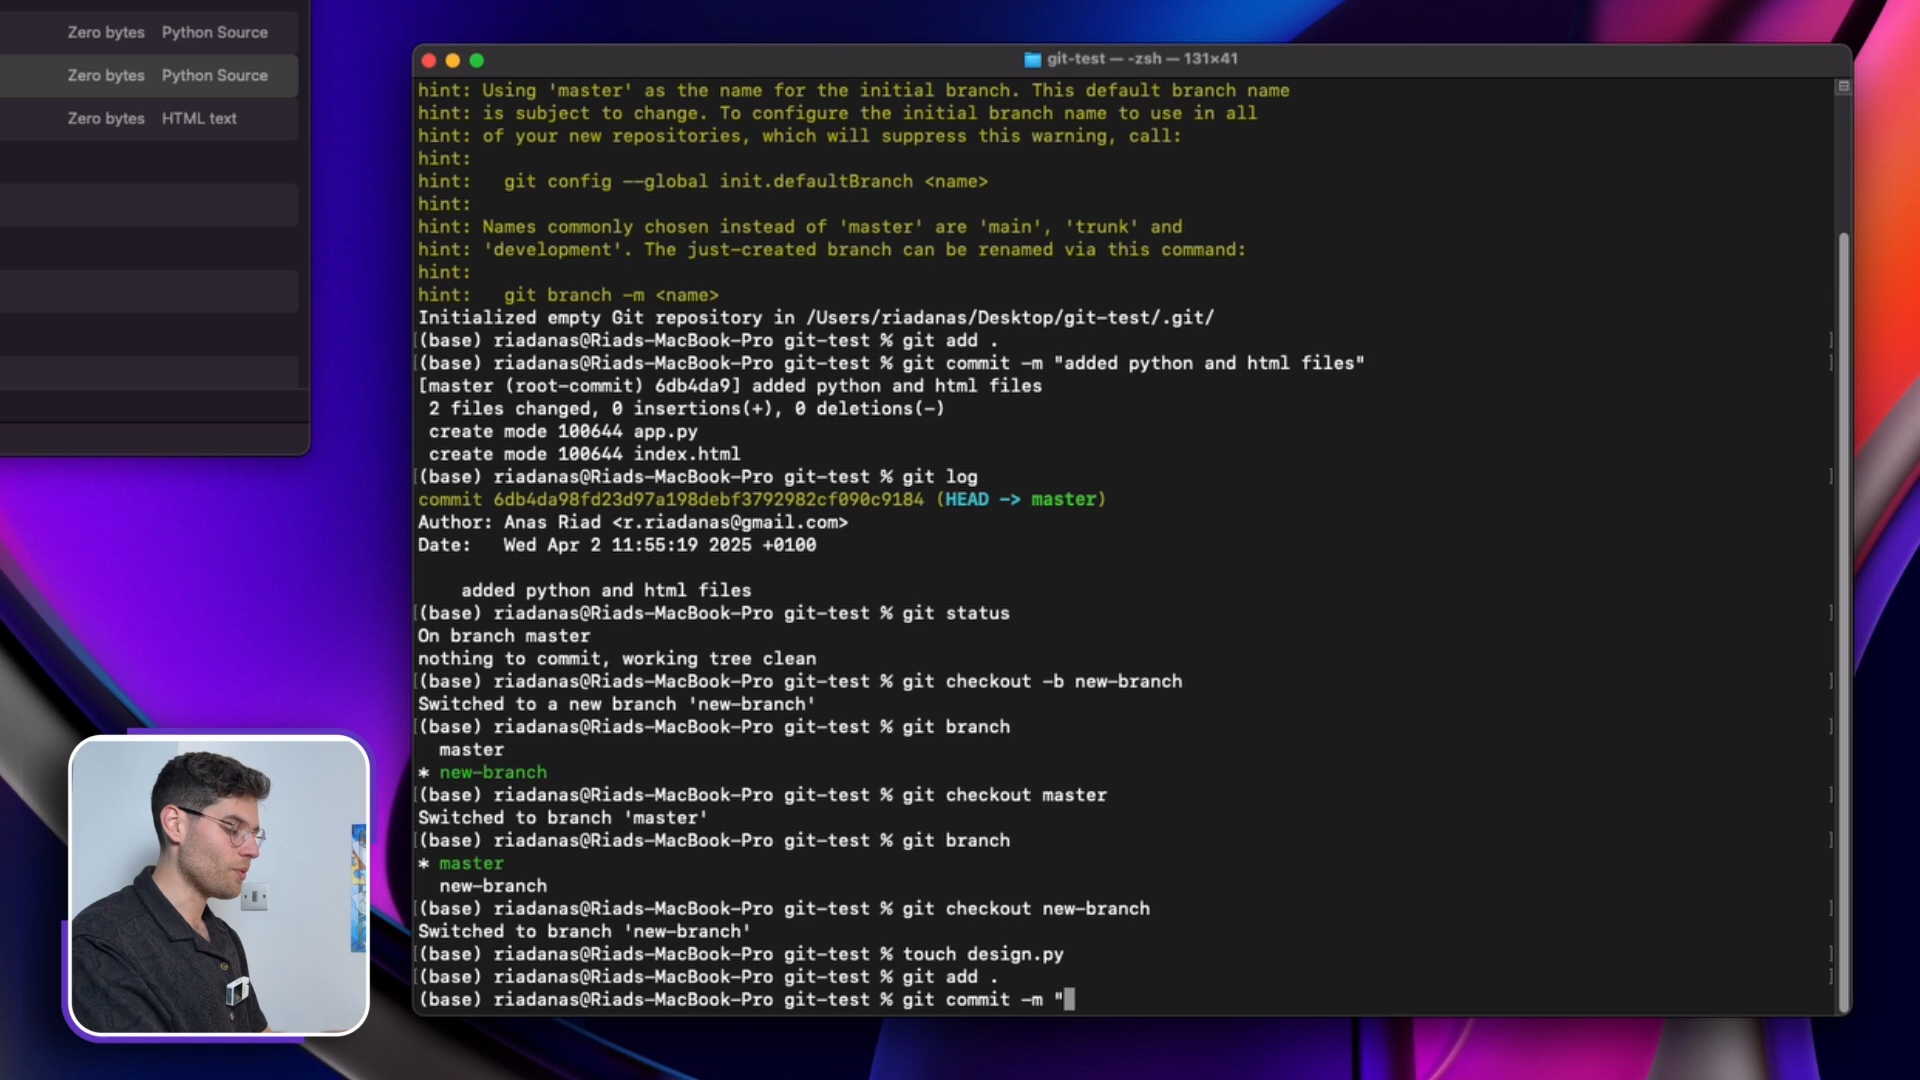 Zero bytes Python Source
Zero bytes Python Source
Zero bytes HTML text
git-test — -zsh — 131×41
hint: Using 'master' as the name for the initial branch. This default branch name
hint: is subject to change. To configure the initial branch name to use in all
hint: of your new repositories, which will suppress this warning, call:
hint:
hint:   git config --global init.defaultBranch <name>
hint:
hint: Names commonly chosen instead of 'master' are 'main', 'trunk' and
hint: 'development'. The just-created branch can be renamed via this command:
hint:
hint:   git branch -m <name>
Initialized empty Git repository in /Users/riadanas/Desktop/git-test/.git/
[(base) riadanas@Riads-MacBook-Pro git-test % git add . ]
[(base) riadanas@Riads-MacBook-Pro git-test % git commit -m "added python and html files" ]
[master (root-commit) 6db4da9] added python and html files
 2 files changed, 0 insertions(+), 0 deletions(-)
 create mode 100644 app.py
 create mode 100644 index.html
[(base) riadanas@Riads-MacBook-Pro git-test % git log ]
commit 6db4da98fd23d97a198debf3792982cf090c9184 (HEAD -> master)
Author: Anas Riad <r.riadanas@gmail.com>
Date:   Wed Apr 2 11:55:19 2025 +0100
    added python and html files
[(base) riadanas@Riads-MacBook-Pro git-test % git status ]
On branch master
nothing to commit, working tree clean
[(base) riadanas@Riads-MacBook-Pro git-test % git checkout -b new-branch ]
Switched to a new branch 'new-branch'
[(base) riadanas@Riads-MacBook-Pro git-test % git branch ]
  master
* new-branch
[(base) riadanas@Riads-MacBook-Pro git-test % git checkout master ]
Switched to branch 'master'
[(base) riadanas@Riads-MacBook-Pro git-test % git branch ]
* master
  new-branch
[(base) riadanas@Riads-MacBook-Pro git-test % git checkout new-branch ]
Switched to branch 'new-branch'
[(base) riadanas@Riads-MacBook-Pro git-test % touch design.py ]
[(base) riadanas@Riads-MacBook-Pro git-test % git add . ]
(base) riadanas@Riads-MacBook-Pro git-test % git commit -m "